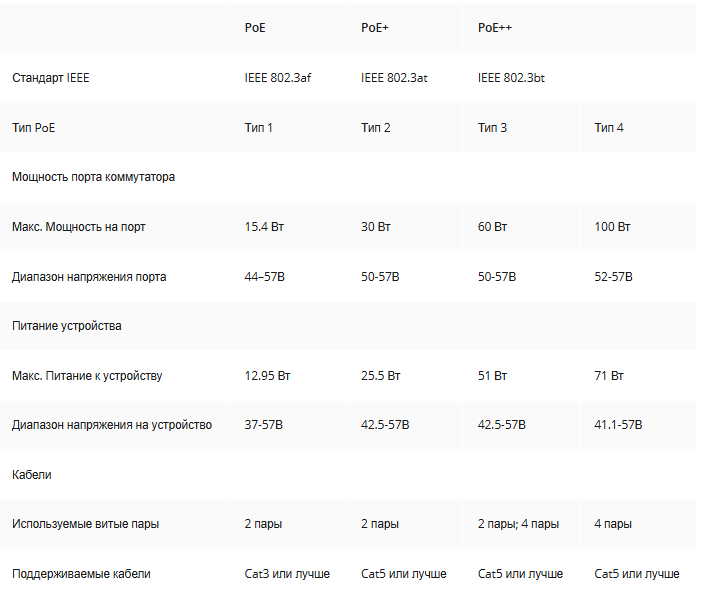 PoE PoE+ PoE++
Стандарт IEEE IEEE 802.3af IEEE 802.3at IEEE 802.3bt
Тип PoE Тип 1 Тип 2 Тип 3 Тип 4
Мощность порта коммутатора
Макс. Мощность на порт 15.4 Вт 30 Вт 60 Вт 100 Вт
Диапазон напряжения порта 44–57В 50-57В 50-57В 52-57В
Питание устройства
Макс. Питание к устройству 12.95 Вт 25.5 Вт 51 Вт 71 Вт
Диапазон напряжения на устройство 37-57В 42.5-57В 42.5-57В 41.1-57В
Кабели
Используемые витые пары 2 пары 2 пары 2 пары; 4 пары 4 пары
Поддерживаемые кабели Cat3 или лучше Cat5 или лучше Cat5 или лучше Cat5 или лучше